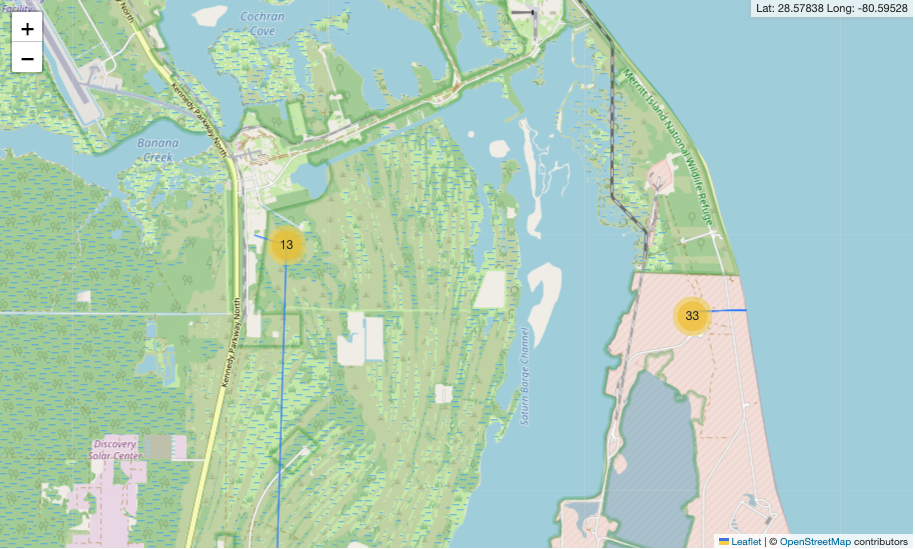 Lat: 28.57838 Long: -80.59528
Facility
+
−
Cochran
Cove
Kennedy Parkway North
Merritt Island National Wildlife Refuge
Banana
Creek
13
33
Kennedy Parkway North
Saturn Barge Channel
Discovery
Solar Center
Leaflet | © OpenStreetMap contributors